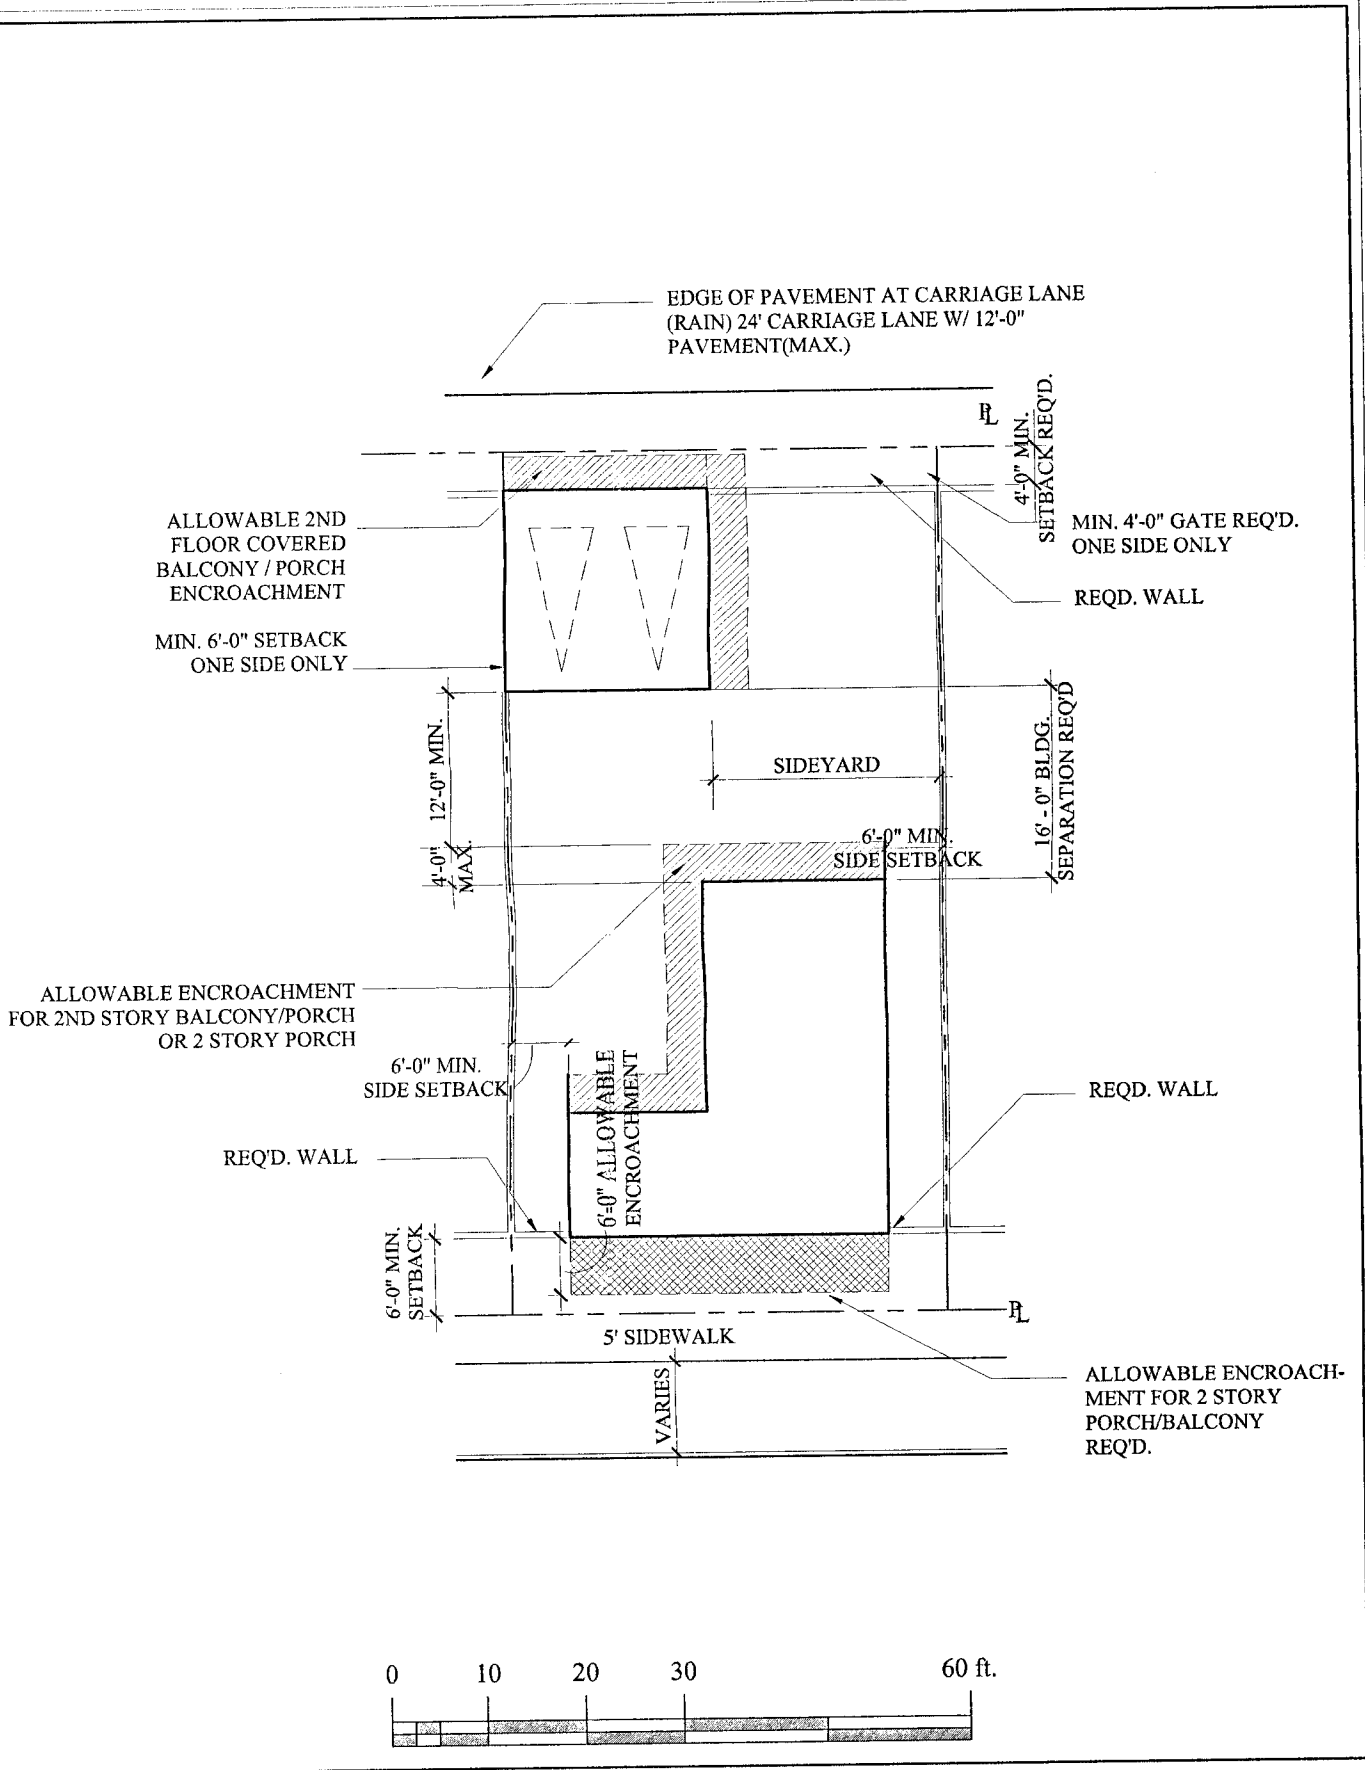 EDGE OF PAVEMENT AT CARRIAGE LANE
(RAIN) 24' CARRIAGE LANE W/ 12'-0"
PAVEMENT(MAX.)
PL
4'-0" MIN.
SETBACK REQ'D.
ALLOWABLE 2ND
FLOOR COVERED
BALCONY / PORCH
ENCROACHMENT
MIN. 4'-0" GATE REQ'D.
ONE SIDE ONLY
REQD. WALL
MIN. 6'-0" SETBACK
ONE SIDE ONLY
12'-0" MIN.
SIDEYARD
16' - 0" BLDG.
SEPARATION REQ'D
4'-0"
MAX.
6'-0" MIN.
SIDE SETBACK
ALLOWABLE ENCROACHMENT
FOR 2ND STORY BALCONY/PORCH
OR 2 STORY PORCH
6'-0" MIN.
SIDE SETBACK
6'-0" ALLOWABLE
ENCROACHMENT
REQD. WALL
REQ'D. WALL
6'-0" MIN.
SETBACK
PL
5' SIDEWALK
VARIES
ALLOWABLE ENCROACH-
MENT FOR 2 STORY
PORCH/BALCONY
REQ'D.
0 10 20 30 60 ft.